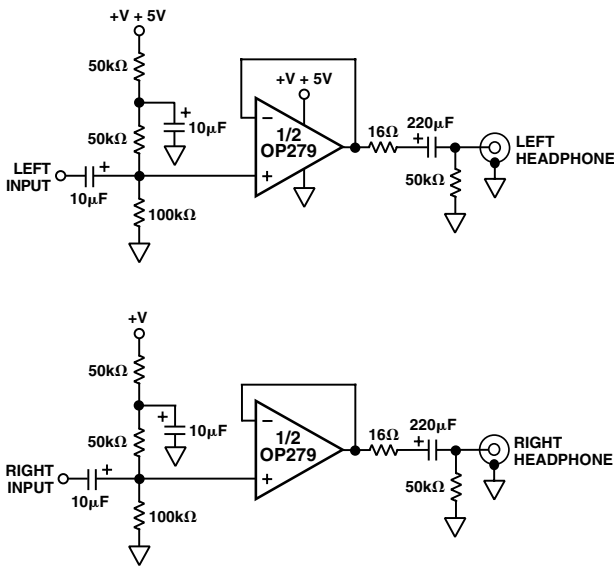 +V + 5V
50kΩ
+V + 5V
+
10µF
50kΩ
−
1/2
OP279
+
16Ω
220µF
+
LEFT
HEADPHONE
LEFT
INPUT
+
10µF
50kΩ
100kΩ
+V
50kΩ
+
10µF
50kΩ
−
1/2
OP279
+
16Ω
220µF
+
RIGHT
HEADPHONE
RIGHT
INPUT
+
10µF
50kΩ
100kΩ